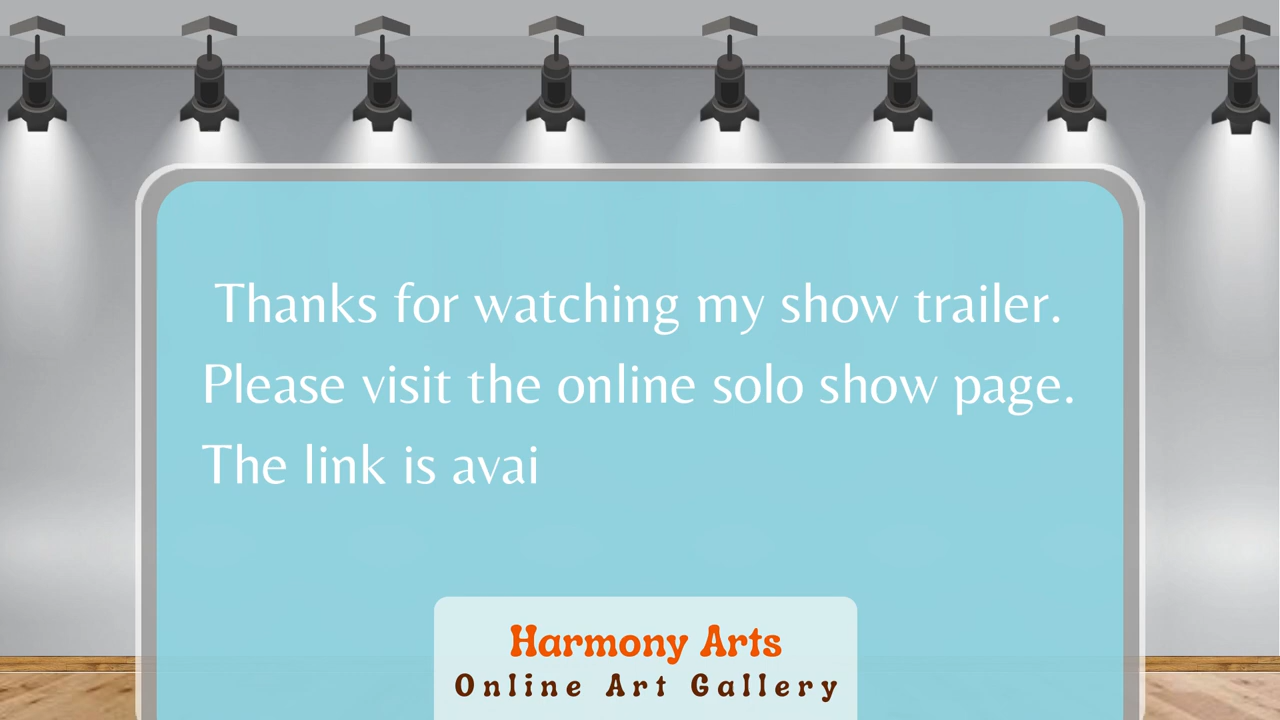 Thanks for watching my show trailer.
Please visit the online solo show page.
The link is avai
Harmony Arts
Online Art Gallery